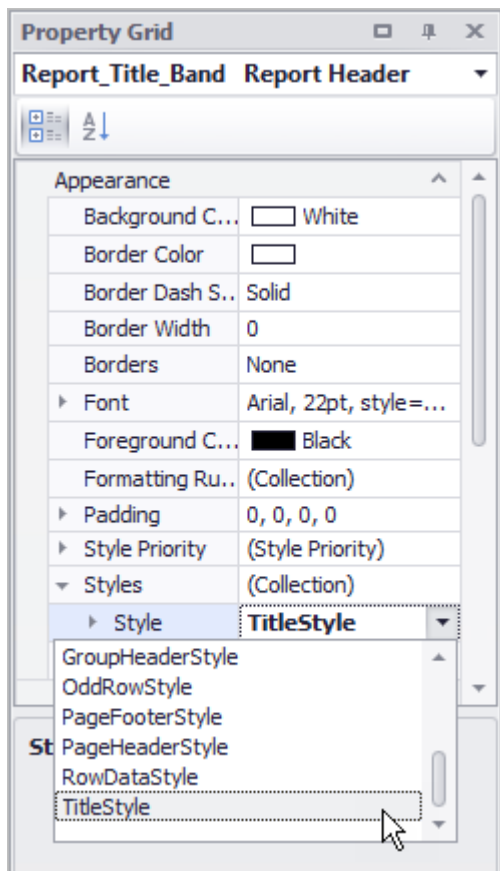 Property Grid
Report_Title_Band Report Header
A Z
Appearance
Background C... White
Border Color
Border Dash S.. Solid
Border Width 0
Borders None
Font Arial, 22pt, style=...
Foreground C... Black
Formatting Ru.. (Collection)
Padding 0, 0, 0, 0
Style Priority (Style Priority)
Styles (Collection)
Style TitleStyle
GroupHeaderStyle
OddRowStyle
PageFooterStyle
St PageHeaderStyle
RowDataStyle
TitleStyle